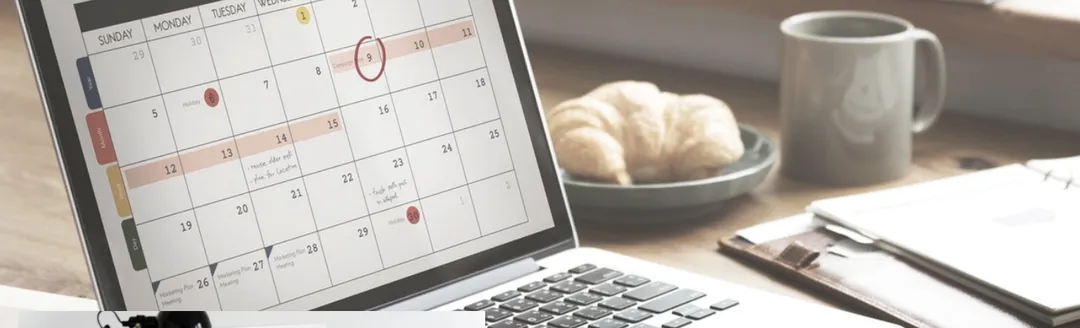 SUNDAY MONDAY TUESDAY
29 30 31 1 2
5 Holiday 6 7 8 9 10 11
12 13 14 15 16 17 18
19 20 21 22 23 24 25
Marketing Plan Meeting 26 Marketing Plan Meeting 27 Marketing Plan Meeting 28 29 Holiday 30 1 2
Year
Month
Day